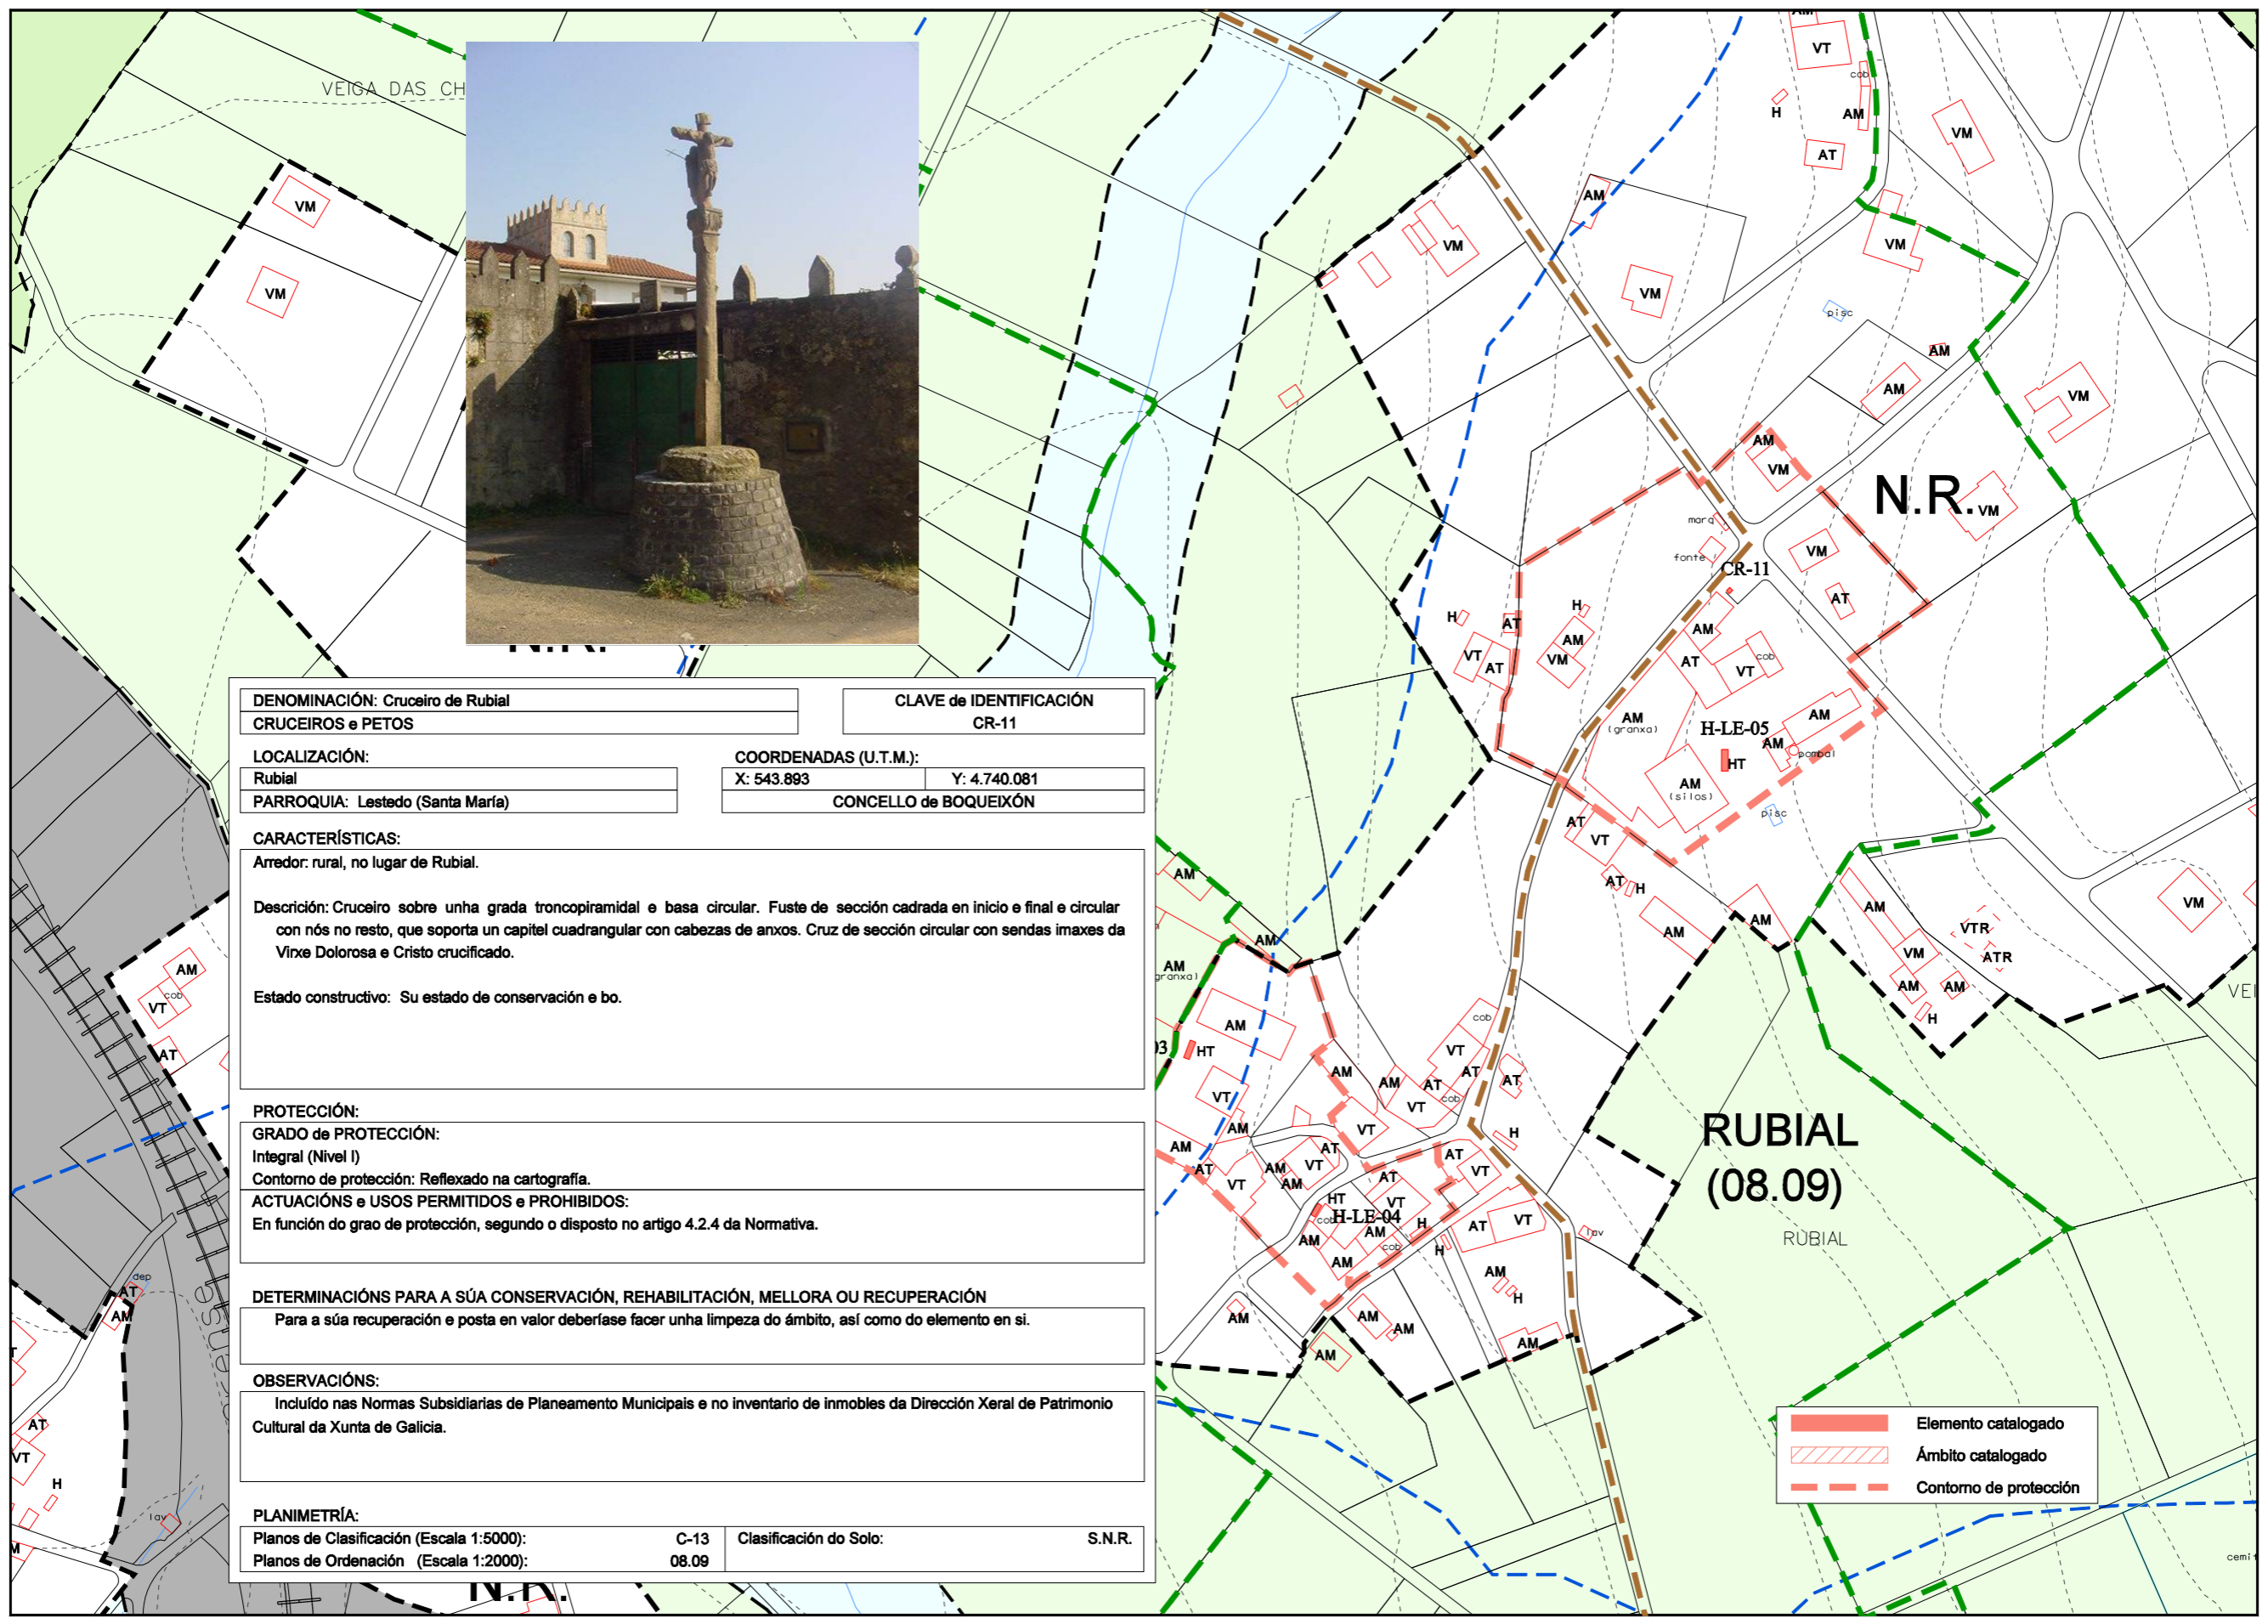 DENOMINACIÓN: Cruceiro de Rubial
CRUCEIROS e PETOS
CLAVE de IDENTIFICACIÓN
CR-11
LOCALIZACIÓN:
Rubial
PARROQUIA: Lestedo (Santa María)
COORDENADAS (U.T.M.):
X: 543.893 Y: 4.740.081
CONCELLO de BOQUEIXÓN
CARACTERÍSTICAS:
Arredor: rural, no lugar de Rubial.
Descrición: Cruceiro sobre unha grada troncopiramidal e basa circular. Fuste de sección cadrada en inicio e final e circular
con nós no resto, que soporta un capitel cuadrangular con cabezas de anxos. Cruz de sección circular con sendas imaxes da
Virxe Dolorosa e Cristo crucificado.
Estado constructivo: Su estado de conservación e bo.
PROTECCIÓN:
GRADO de PROTECCIÓN:
Integral (Nivel I)
Contorno de protección: Reflexado na cartografía.
ACTUACIÓNS e USOS PERMITIDOS e PROHIBIDOS:
En función do grao de protección, segundo o disposto no artigo 4.2.4 da Normativa.
DETERMINACIÓNS PARA A SÚA CONSERVACIÓN, REHABILITACIÓN, MELLORA OU RECUPERACIÓN
Para a súa recuperación e posta en valor deberíase facer unha limpeza do ámbito, así como do elemento en si.
OBSERVACIÓNS:
Incluído nas Normas Subsidiarias de Planeamento Municipais e no inventario de inmobles da Dirección Xeral de Patrimonio
Cultural da Xunta de Galicia.
PLANIMETRÍA:
Planos de Clasificación (Escala 1:5000): C-13
Planos de Ordenación (Escala 1:2000): 08.09
Clasificación do Solo: S.N.R.
VEIGA DAS CH
N.R.
CR-11
marq
fonte
H-LE-05
HT
AM
(granxa)
AM
(silos)
pombal
pisc
H-LE-04
HT
RUBIAL
(08.09)
RUBIAL
VTR
ATR
lav
dep
N.R.
N.R.
Elemento catalogado
Ámbito catalogado
Contorno de protección